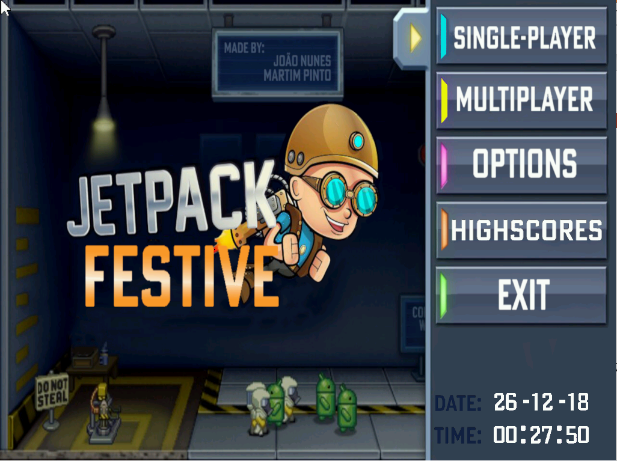 MADE BY:
JOÃO NUNES
MARTIM PINTO
JETPACK
FESTIVE
DO NOT
STEAL
SINGLE-PLAYER
MULTIPLAYER
OPTIONS
HIGHSCORES
EXIT
DATE: 26-12-18
TIME: 00:27:50